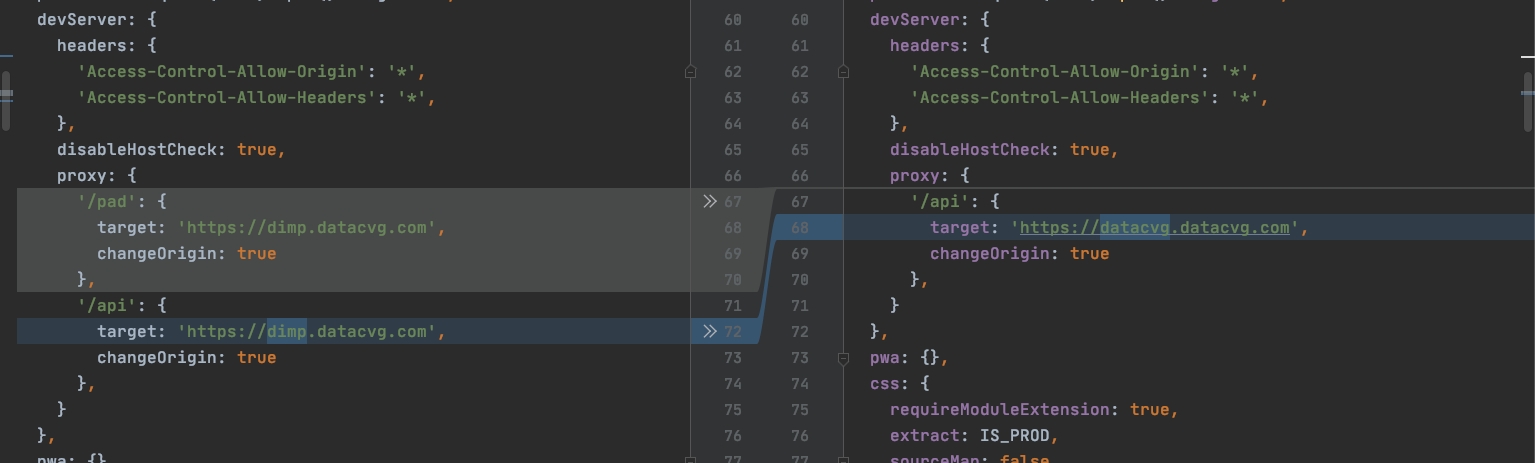 devServer: {
headers: {
'Access-Control-Allow-Origin': '*',
'Access-Control-Allow-Headers': '*',
},
disableHostCheck: true,
proxy: {
'/pad': {
target: 'https://dimp.datacvg.com',
changeOrigin: true
},
'/api': {
target: 'https://dimp.datacvg.com',
changeOrigin: true
},
}
},
pwa: {}
60
61
62
63
64
65
66
67
68
69
70
71
72
73
74
75
76
77
60
61
62
63
64
65
66
67
68
69
70
71
72
73
74
75
76
77
devServer: {
headers: {
'Access-Control-Allow-Origin': '*',
'Access-Control-Allow-Headers': '*',
},
disableHostCheck: true,
proxy: {
'/api': {
target: 'https://datacvg.datacvg.com',
changeOrigin: true
},
}
},
pwa: {},
css: {
requireModuleExtension: true,
extract: IS_PROD,
sourceMap: false